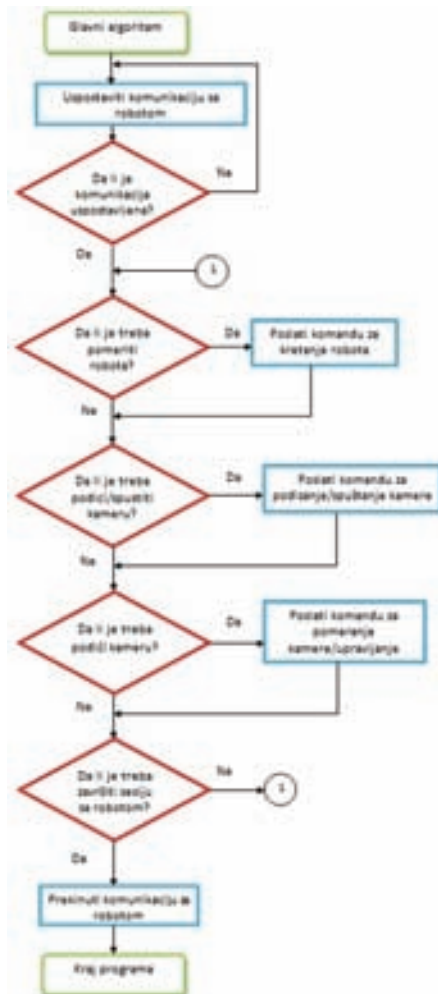 Glavni algoritam
Uspostaviti komunikaciju sa
robotom
Da li je
komunikacija
uspostavljena?
Ne
Da
1
Da li je treba
pomeriti
robota?
Da
Poslati komandu za
kretanje robota
Ne
Da li je treba
podići/spustiti
kameru?
Da
Poslati komandu za
podizanje/spuštanje kamere
Ne
Da li je treba
podići kameru?
Da
Poslati komandu za
pomeranje
kamere/upravljanje
Ne
Da li je treba
završiti sesiju
sa robotom?
Ne
1
Da
Prekinuti komunikaciju sa
robotom
Kraj programa